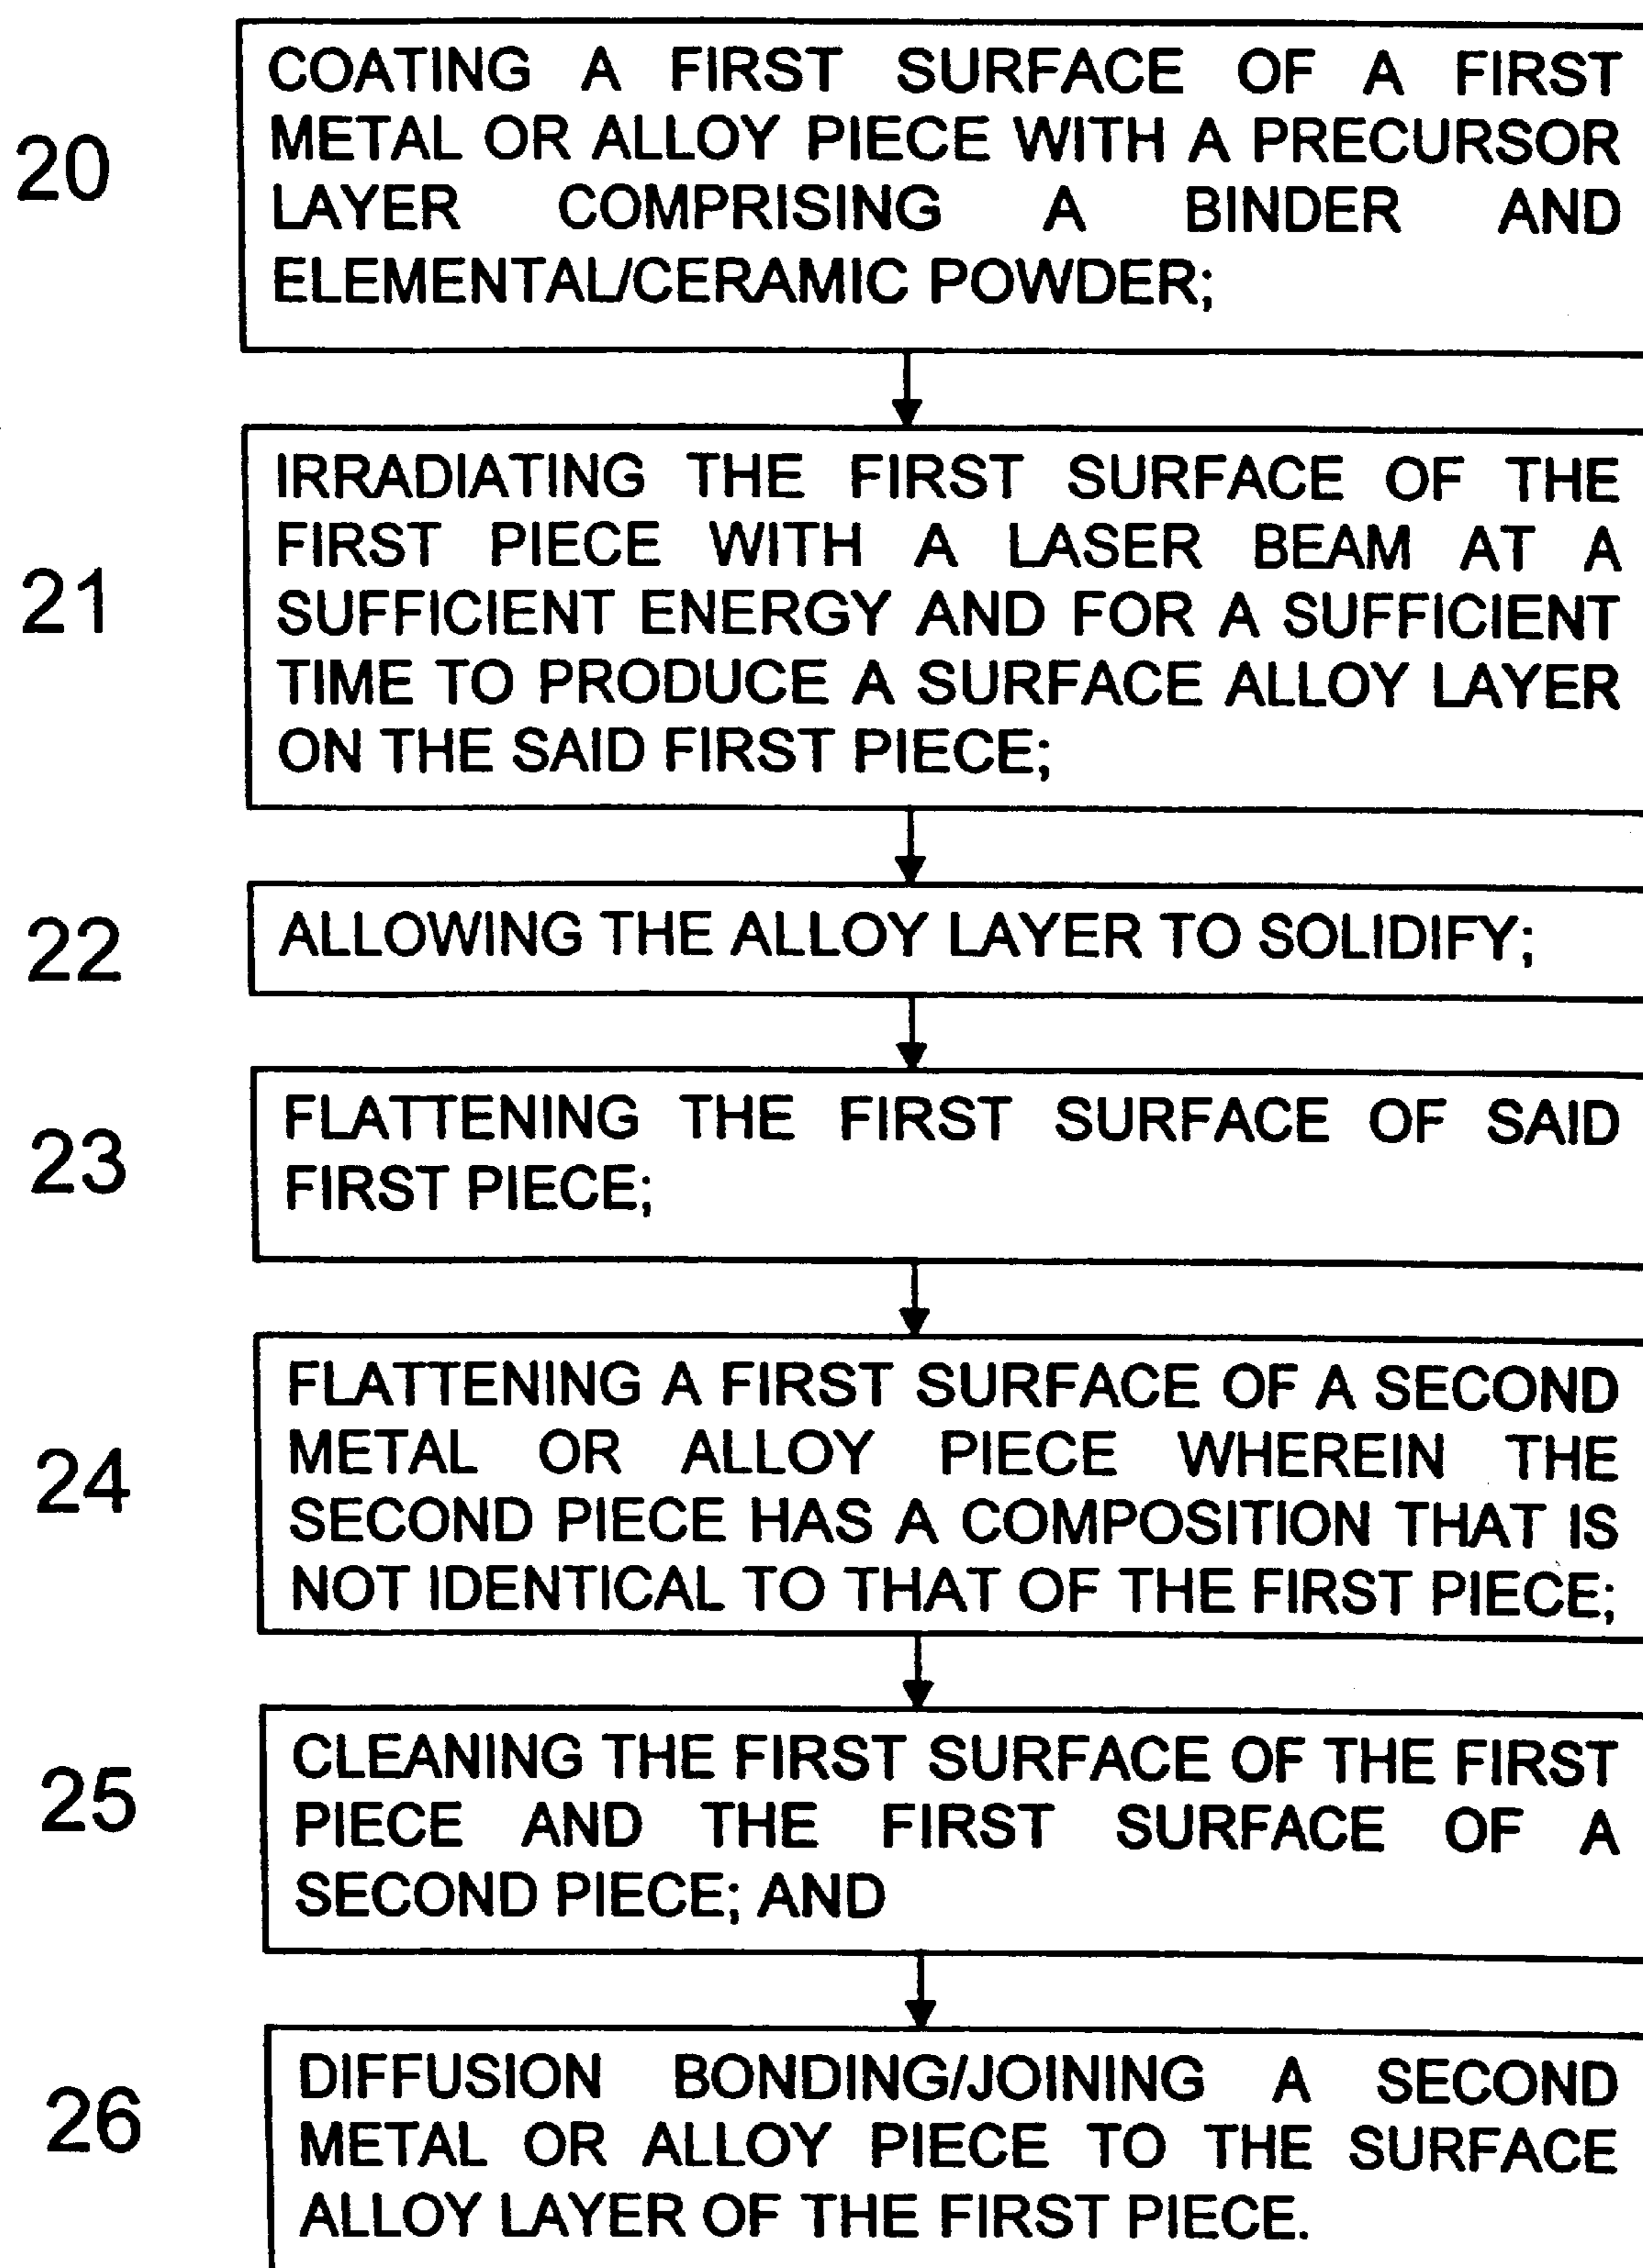 20
COATING A FIRST SURFACE OF A FIRST
METAL OR ALLOY PIECE WITH A PRECURSOR
LAYER COMPRISING A BINDER AND
ELEMENTAL/CERAMIC POWDER;
21
IRRADIATING THE FIRST SURFACE OF THE
FIRST PIECE WITH A LASER BEAM AT A
SUFFICIENT ENERGY AND FOR A SUFFICIENT
TIME TO PRODUCE A SURFACE ALLOY LAYER
ON THE SAID FIRST PIECE;
22
ALLOWING THE ALLOY LAYER TO SOLIDIFY;
23
FLATTENING THE FIRST SURFACE OF SAID
FIRST PIECE;
24
FLATTENING A FIRST SURFACE OF A SECOND
METAL OR ALLOY PIECE WHEREIN THE
SECOND PIECE HAS A COMPOSITION THAT IS
NOT IDENTICAL TO THAT OF THE FIRST PIECE;
25
CLEANING THE FIRST SURFACE OF THE FIRST
PIECE AND THE FIRST SURFACE OF A
SECOND PIECE; AND
26
DIFFUSION BONDING/JOINING A SECOND
METAL OR ALLOY PIECE TO THE SURFACE
ALLOY LAYER OF THE FIRST PIECE.